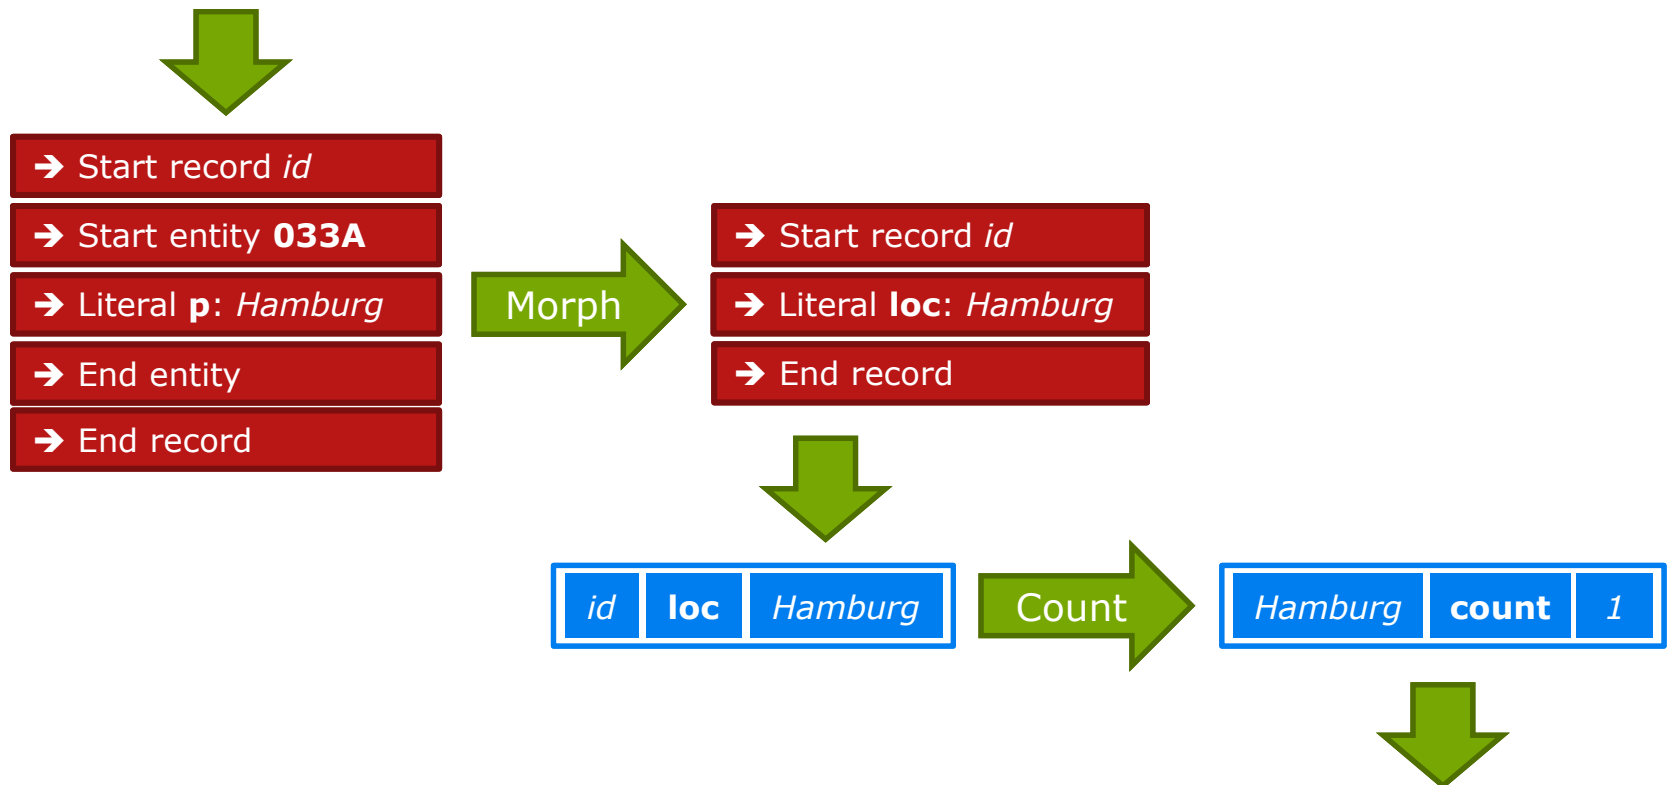 ➔ Start record id
➔ Start entity 033A
➔ Literal p: Hamburg
➔ End entity
➔ End record
Morph
➔ Start record id
➔ Literal loc: Hamburg
➔ End record
id loc Hamburg
Count
Hamburg count 1